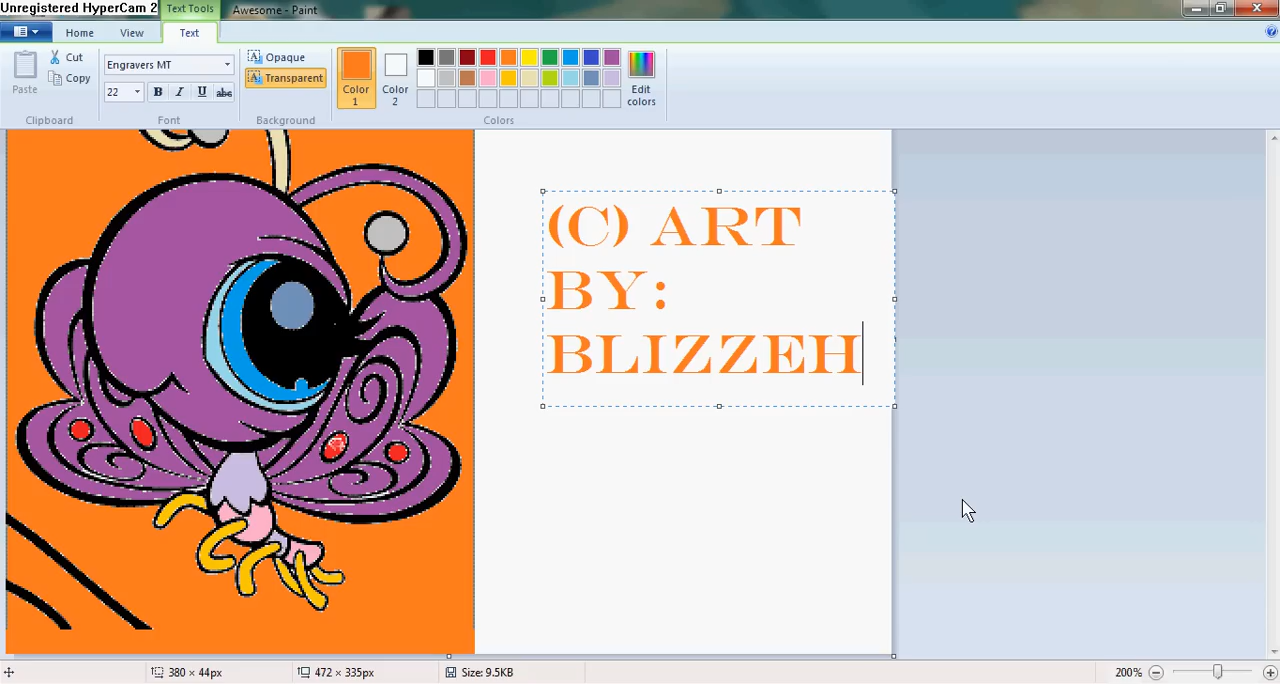 Unregistered HyperCam 2
Text Tools
Awesome - Paint
Home
View
Text
Paste
Cut
Copy
Clipboard
Engravers MT
22
B I U abc
Font
Opaque
Transparent
Background
Color 1
Color 2
Edit colors
Colors
(C) ART
BY:
BLIZZEH
380 × 44px
472 × 335px
Size: 9.5KB
200%